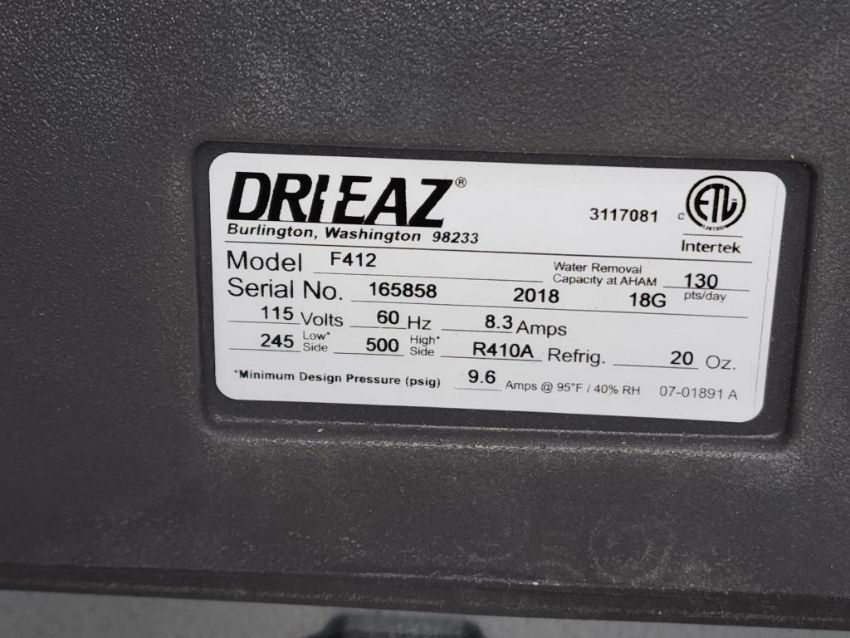 DRIEAZ®
Burlington, Washington 98233
3117081
c ETL
LISTED
Intertek
Model F412
Water Removal
Capacity at AHAM 130
pts/day
Serial No. 165858 2018 18G
115 Volts 60 Hz 8.3 Amps
245 Low* Side 500 High* Side R410A Refrig. 20 Oz.
*Minimum Design Pressure (psig) 9.6 Amps @ 95°F / 40% RH 07-01891 A